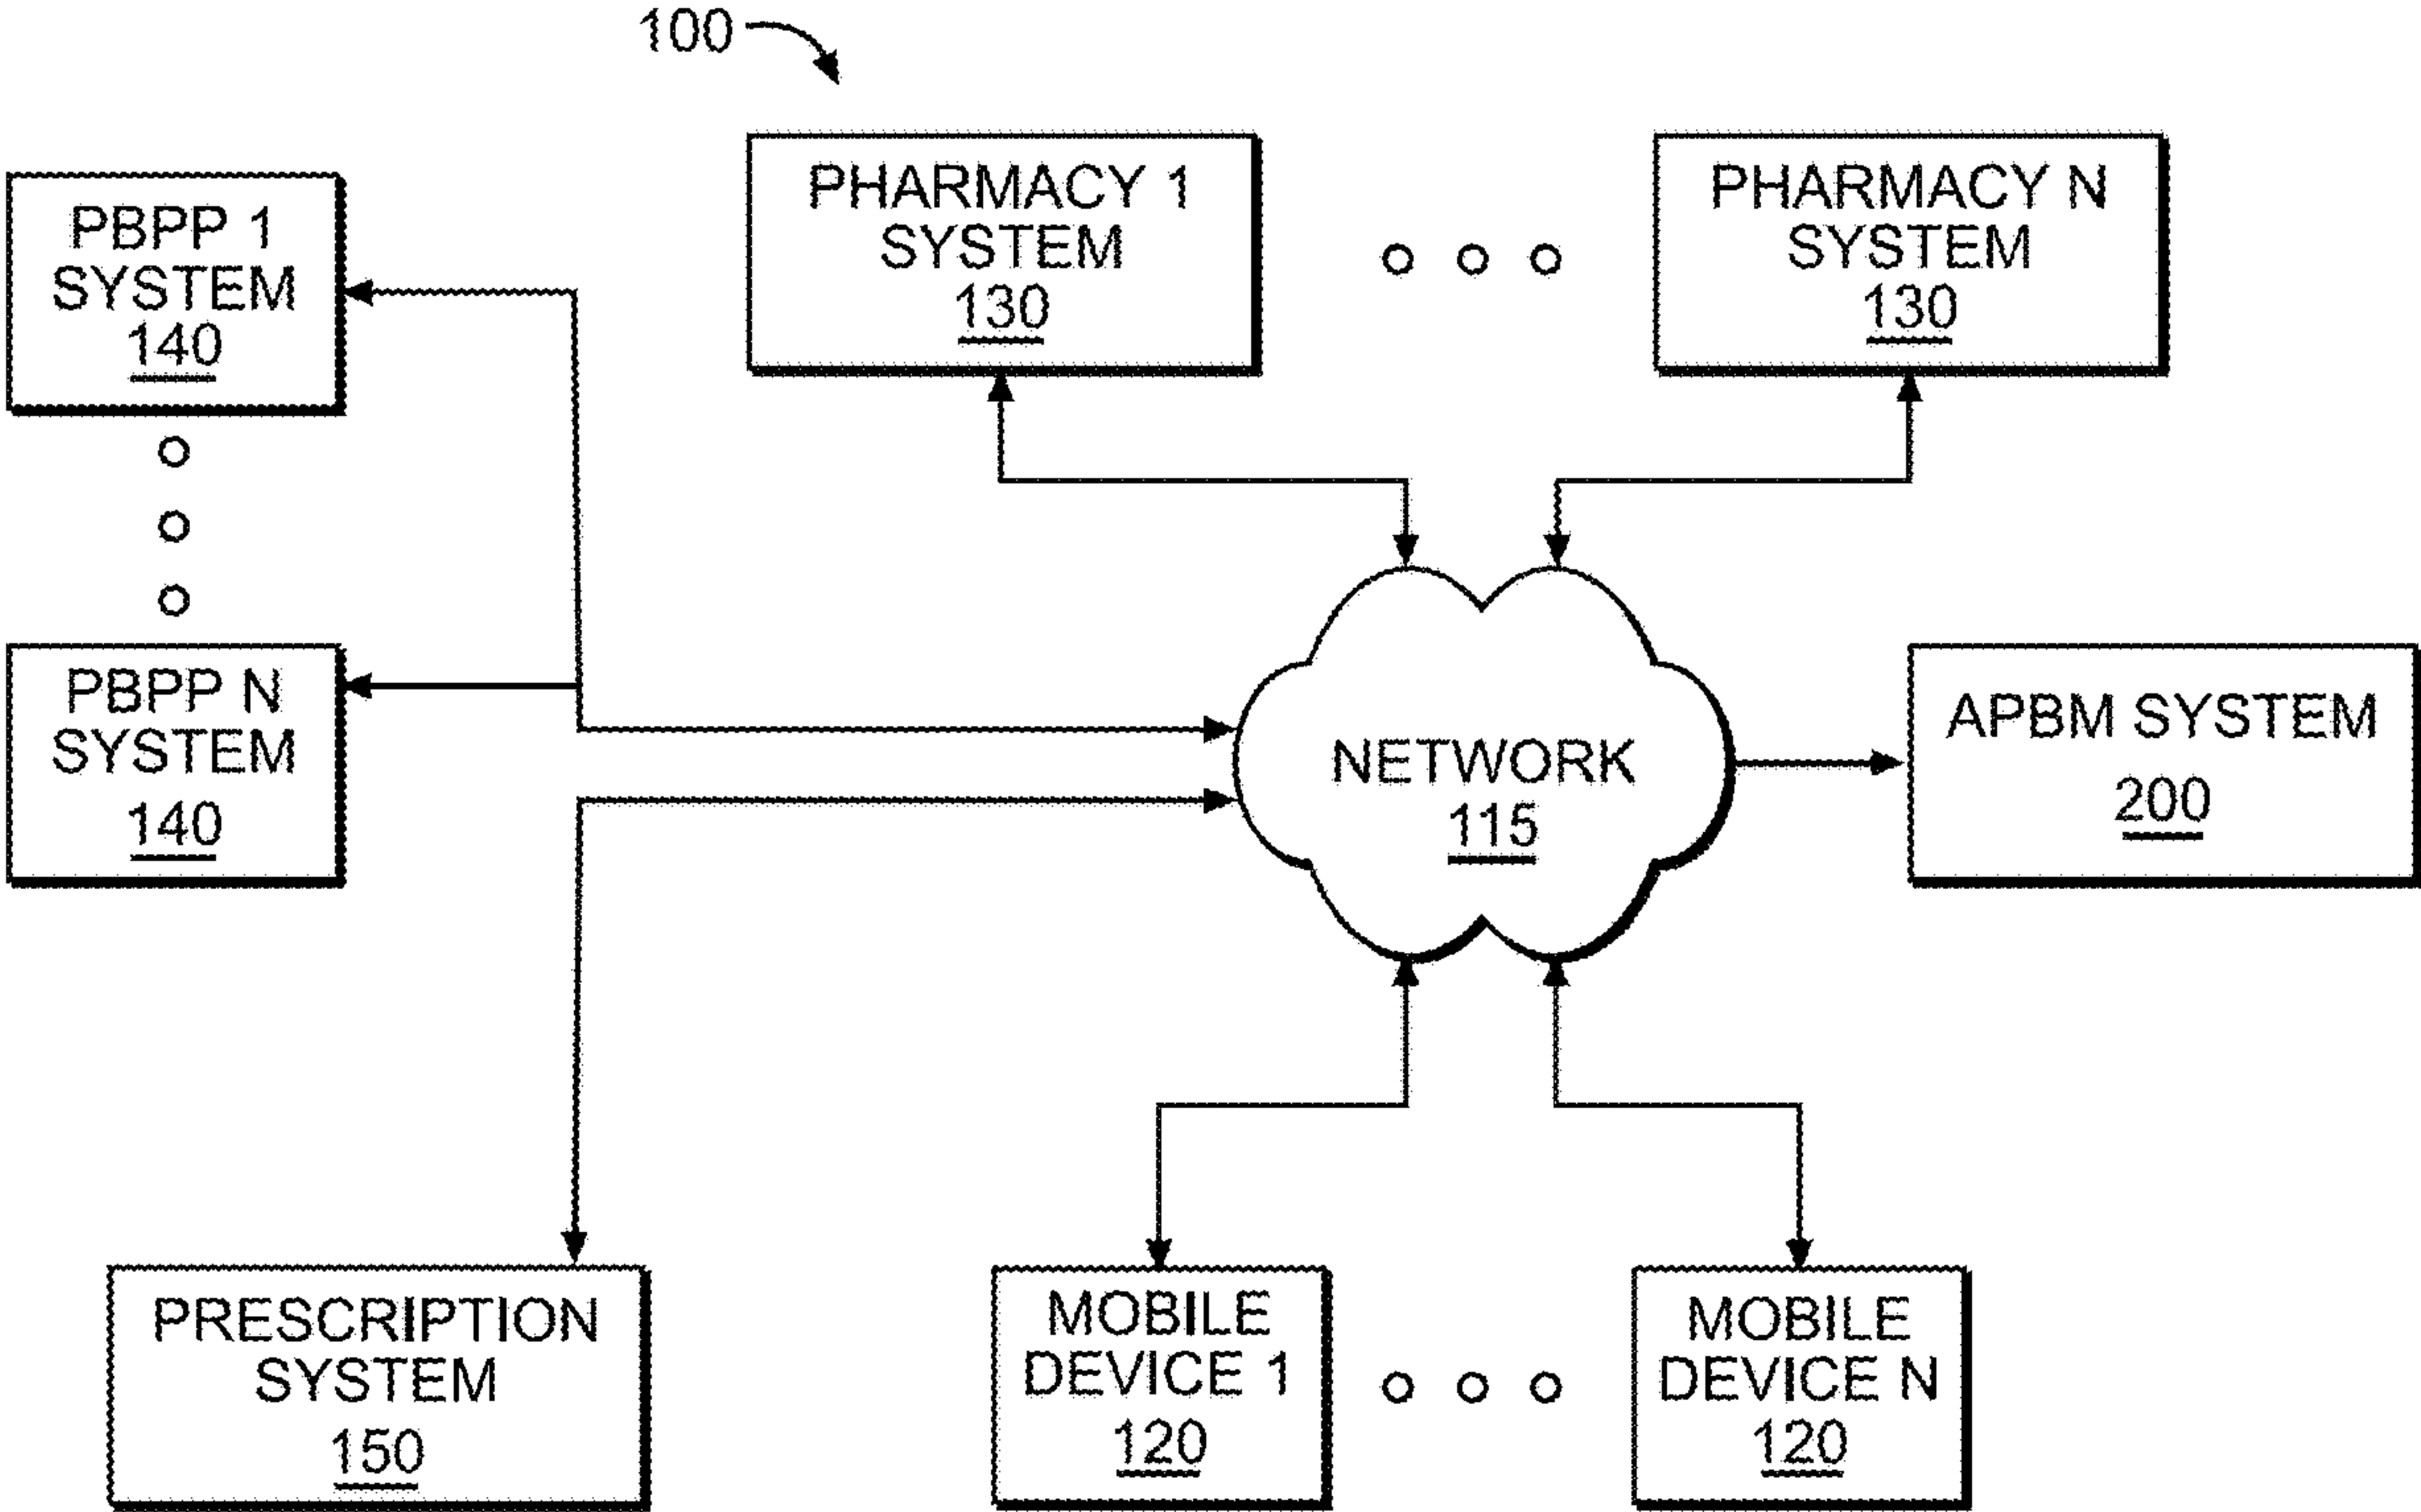 100
PHARMACY 1
SYSTEM
130
PHARMACY N
SYSTEM
130
PBPP 1
SYSTEM
140
PBPP N
SYSTEM
140
NETWORK
115
APBM SYSTEM
200
PRESCRIPTION
SYSTEM
150
MOBILE
DEVICE 1
120
MOBILE
DEVICE N
120